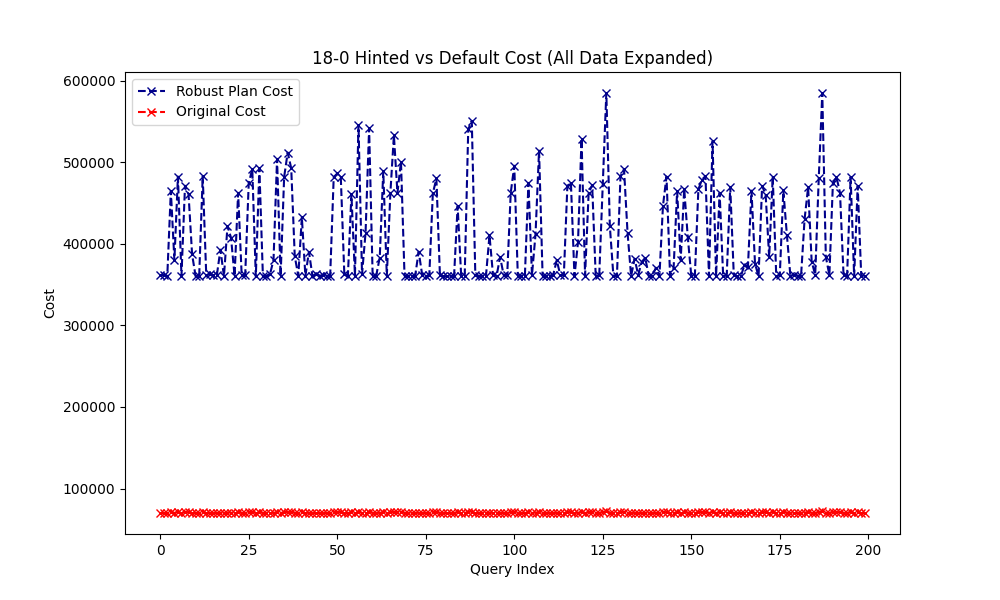 18-0 Hinted vs Default Cost (All Data Expanded)
Robust Plan Cost
Original Cost
600000
500000
400000
300000
200000
100000
Cost
0 25 50 75 100 125 150 175 200
Query Index